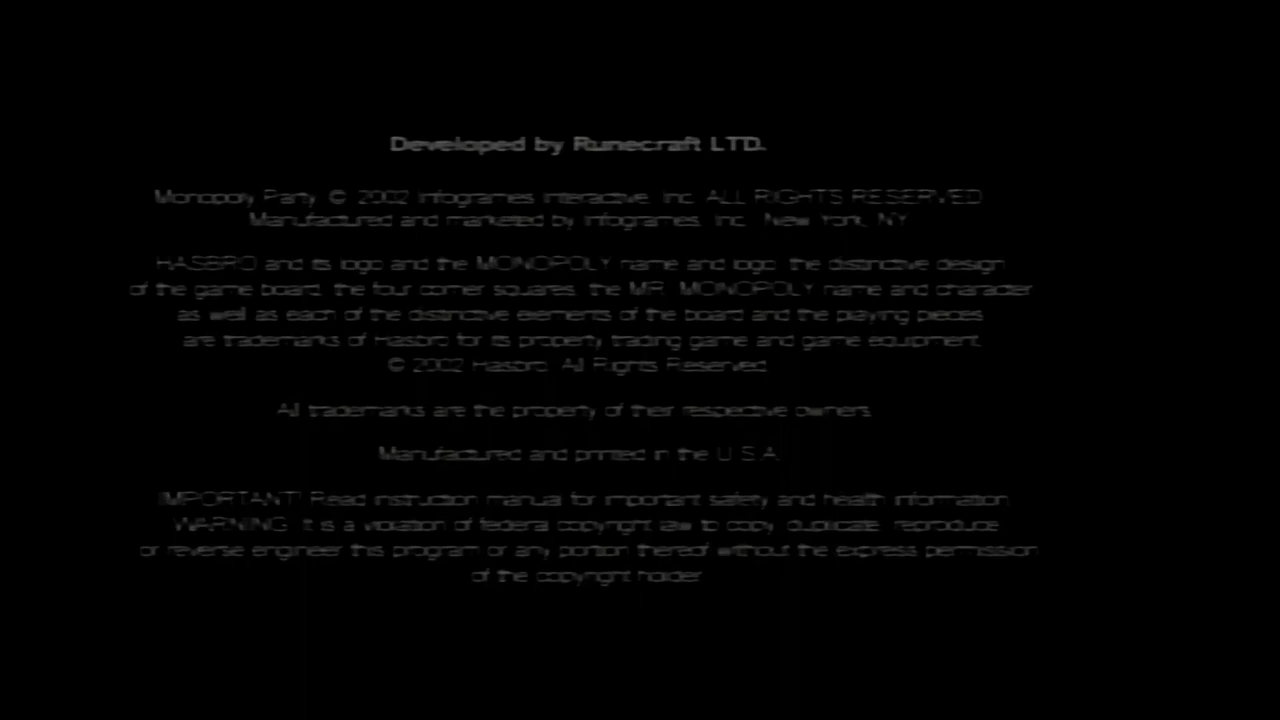 Developed by Runecraft LTD.
Monopoly Party © 2002 Infogrames Interactive, Inc. ALL RIGHTS RESERVED.
Manufactured and marketed by Infogrames, Inc., New York, NY.
HASBRO and its logo and the MONOPOLY name and logo, the distinctive design
of the game board, the four corner squares, the MR. MONOPOLY name and character
as well as each of the distinctive elements of the board and the playing pieces
are trademarks of Hasbro for its property trading game and game equipment.
© 2002 Hasbro. All Rights Reserved.
All trademarks are the property of their respective owners.
Manufactured and printed in the U.S.A.
IMPORTANT! Read instruction manual for important safety and health information.
WARNING: It is a violation of federal copyright law to copy, duplicate, reproduce
or reverse engineer this program or any portion thereof without the express permission
of the copyright holder.